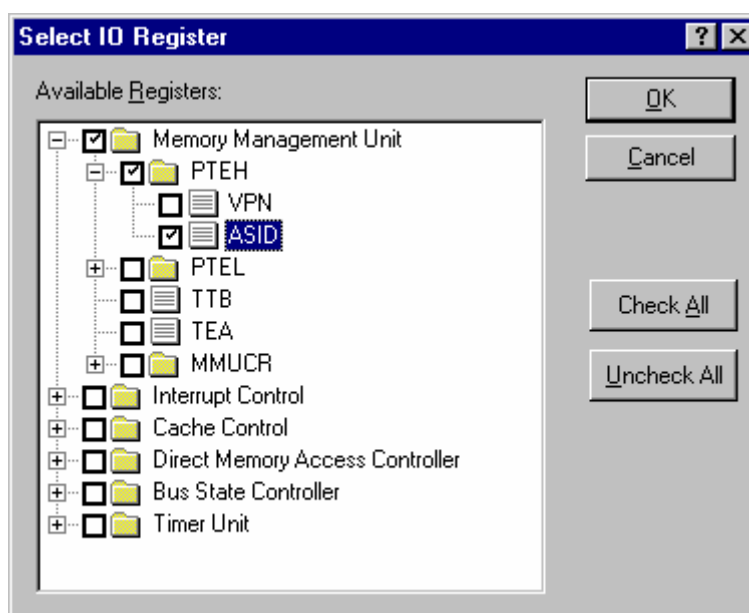 Select IO Register
Available Registers:
OK
Memory Management Unit
Cancel
PTEH
VPN
ASID
PTEL
TTB
Check All
TEA
MMUCR
Uncheck All
Interrupt Control
Cache Control
Direct Memory Access Controller
Bus State Controller
Timer Unit